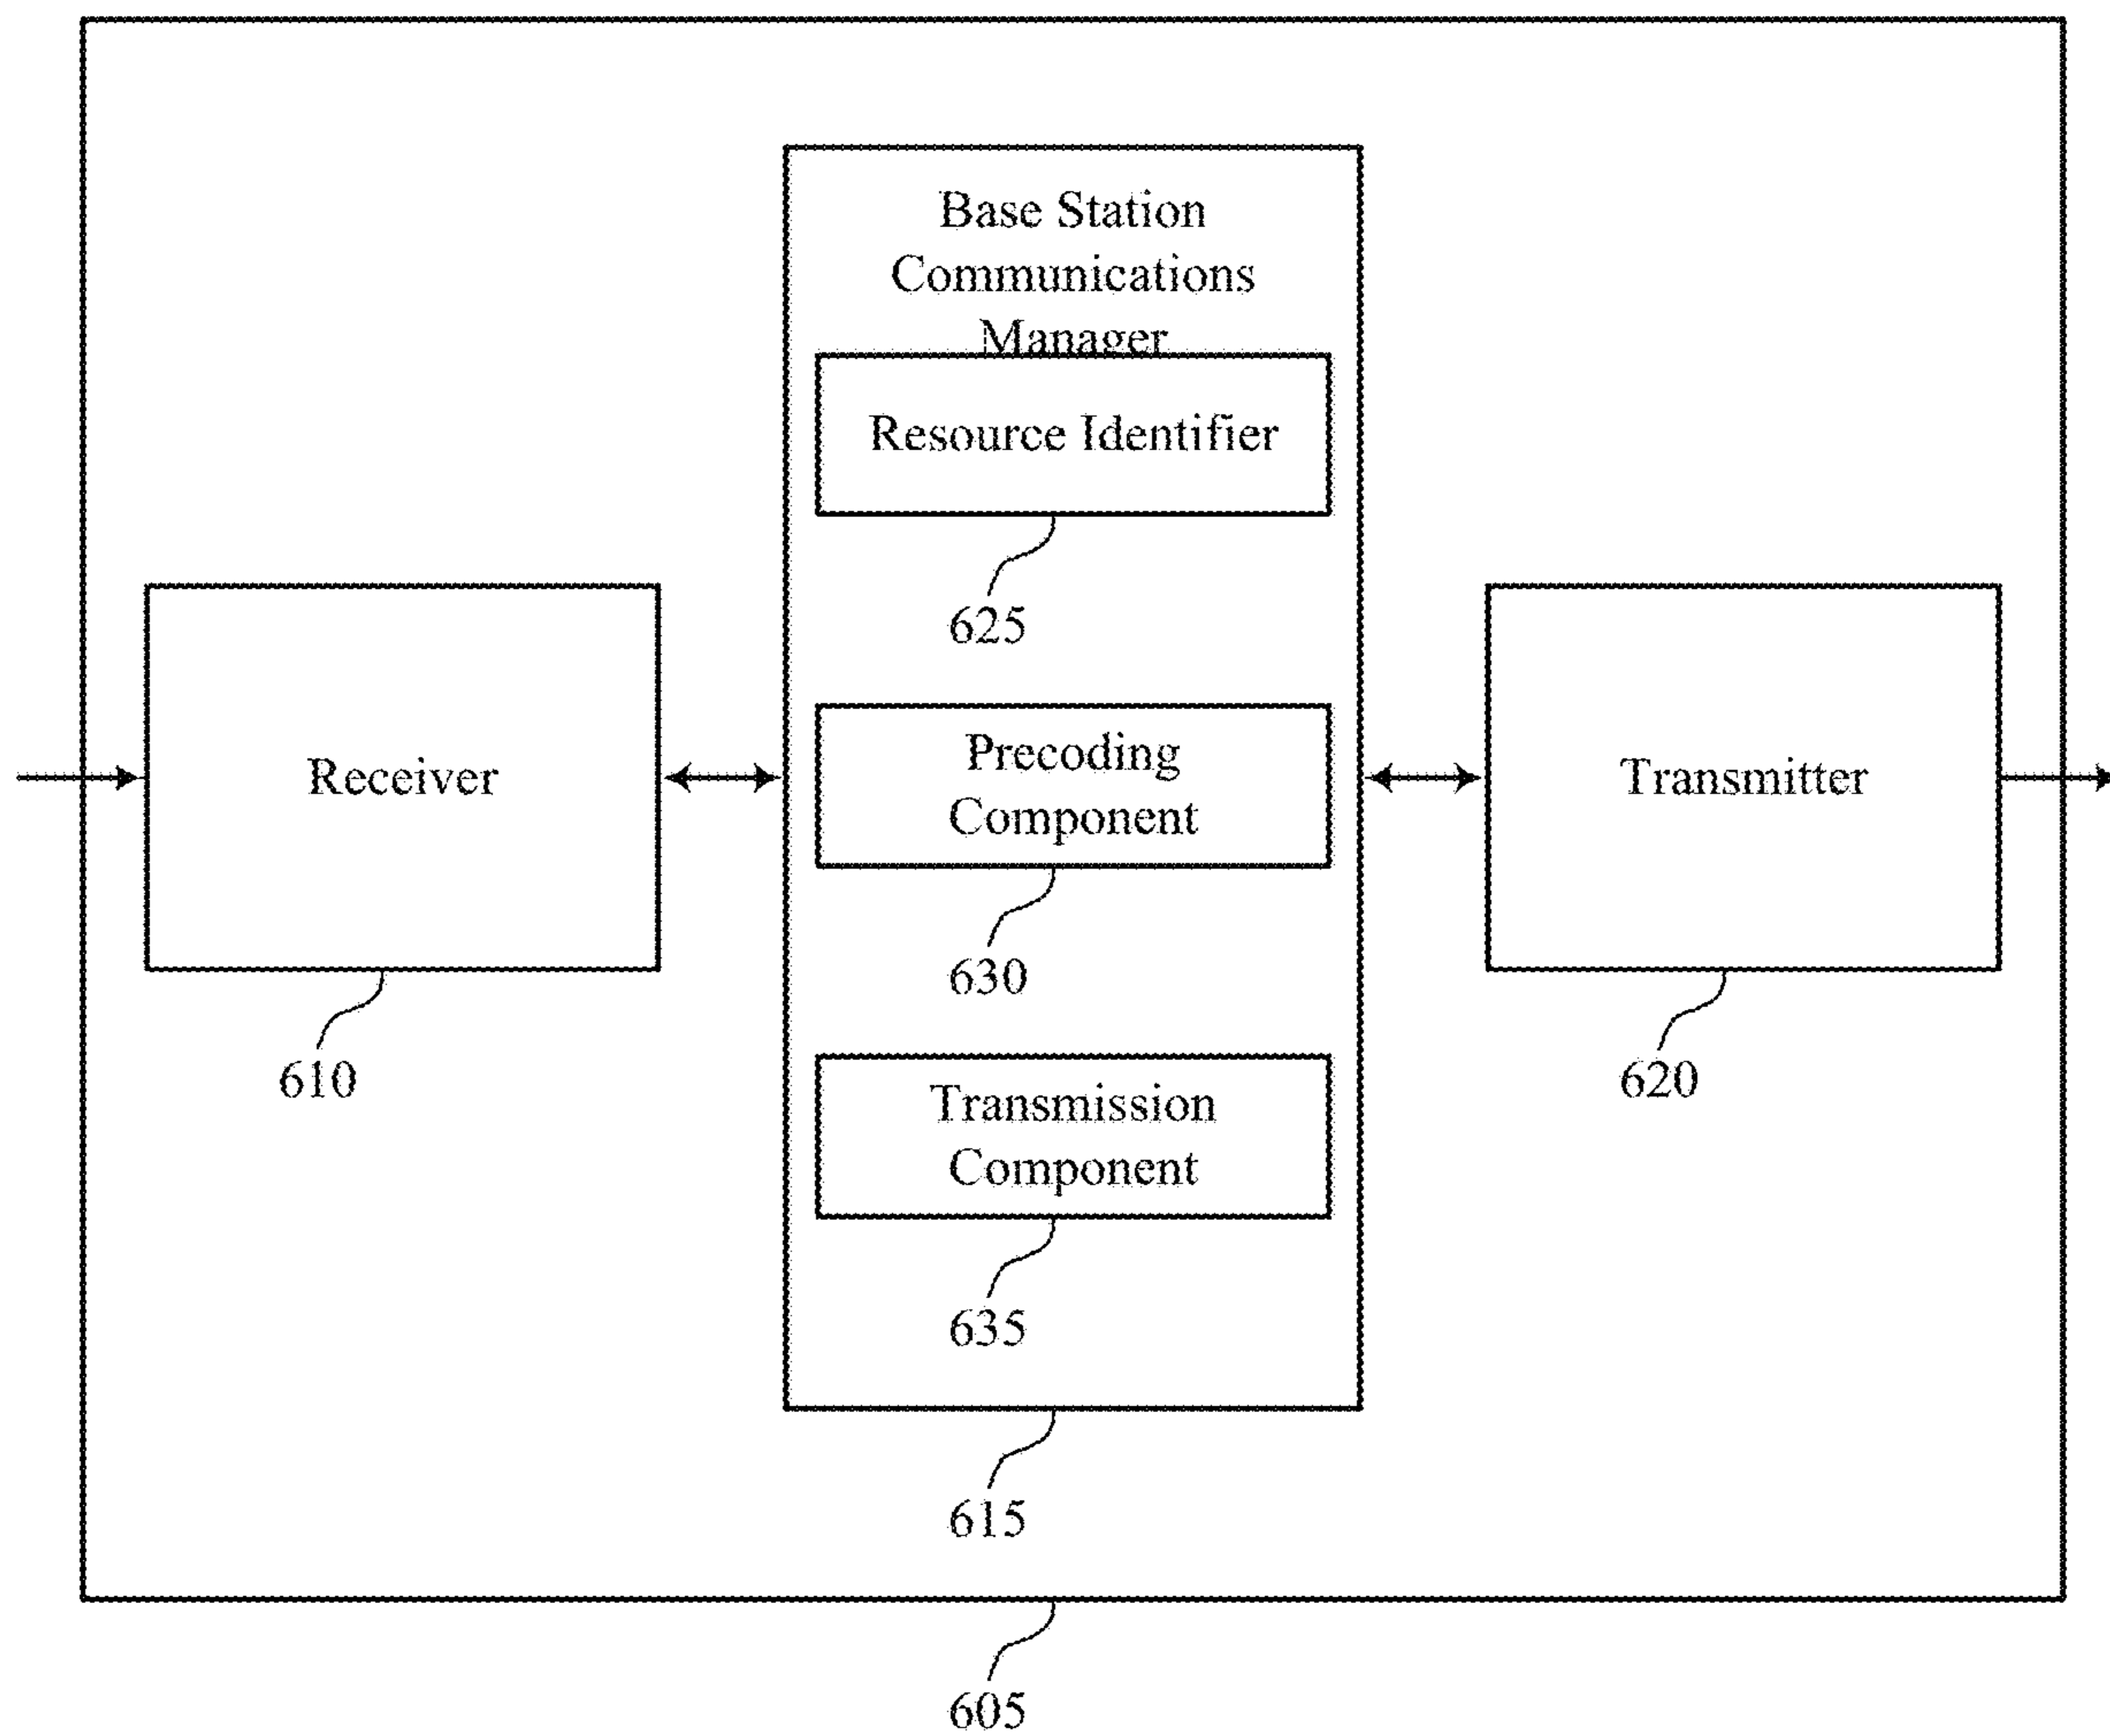 Base Station
Communications
Manager
Resource Identifier
625
Receiver
610
Precoding
Component
630
Transmitter
620
Transmission
Component
635
615
605